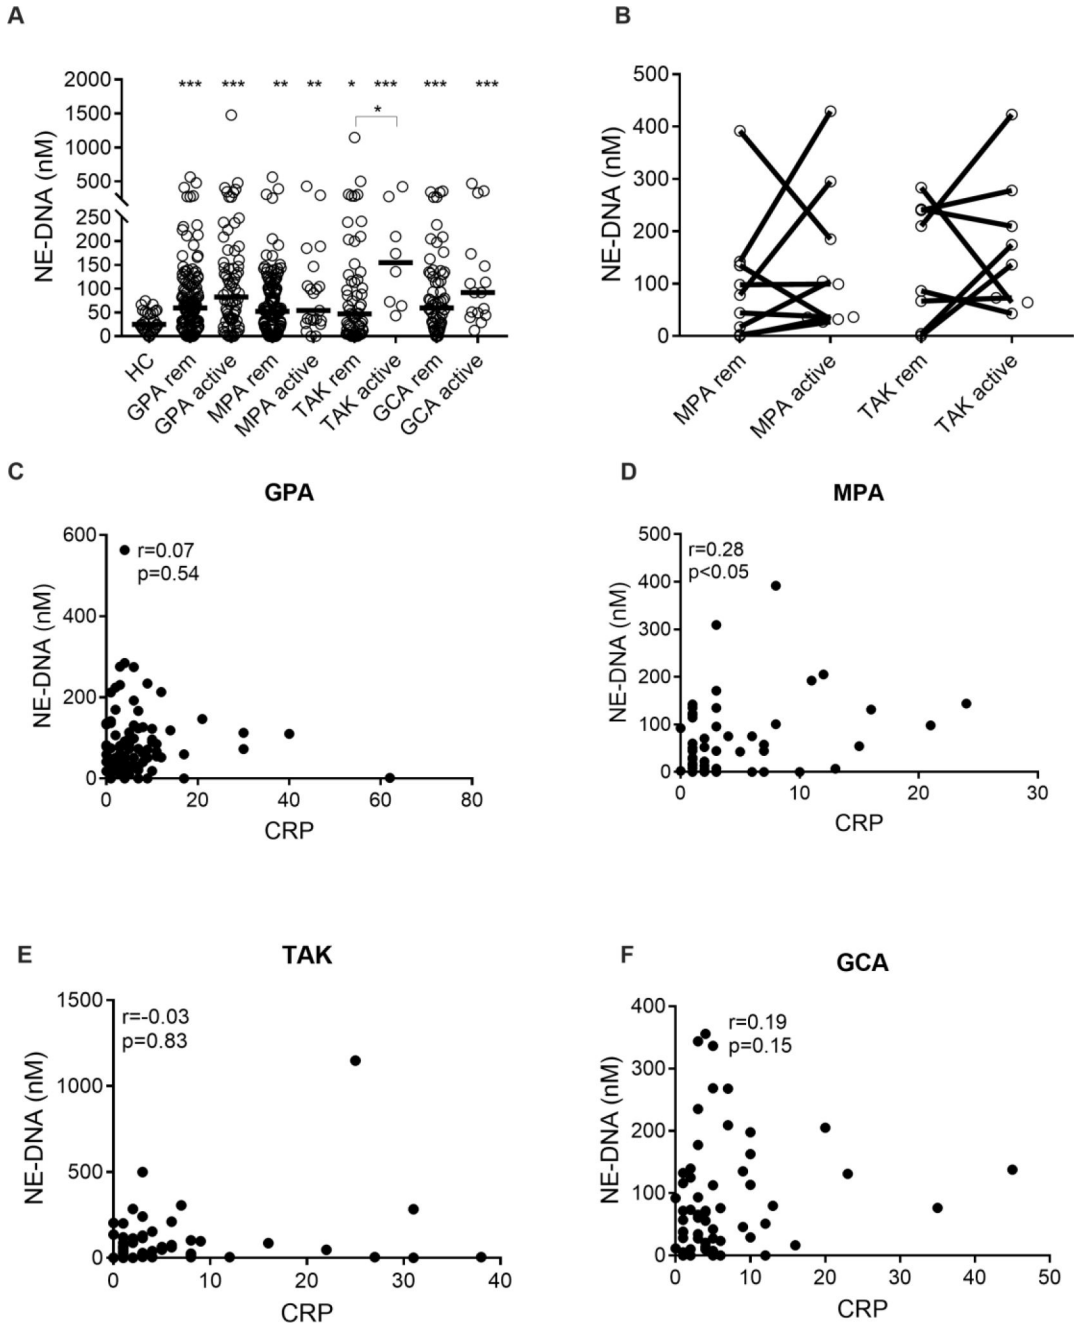 A
NE-DNA (nM)
2000
1500
1000
500
250
200
150
100
50
0
*** *** ** ** * *** *** ***
*
HC
GPA rem
GPA active
MPA rem
MPA active
TAK rem
TAK active
GCA rem
GCA active
B
NE-DNA (nM)
500
400
300
200
100
0
MPA rem
MPA active
TAK rem
TAK active
C
GPA
NE-DNA (nM)
600
400
200
0
r=0.07
p=0.54
0 20 40 60 80
CRP
D
MPA
NE-DNA (nM)
500
400
300
200
100
0
r=0.28
p<0.05
0 10 20 30
CRP
E
TAK
NE-DNA (nM)
1500
1000
500
0
r=-0.03
p=0.83
0 10 20 30 40
CRP
F
GCA
NE-DNA (nM)
400
300
200
100
0
r=0.19
p=0.15
0 10 20 30 40 50
CRP